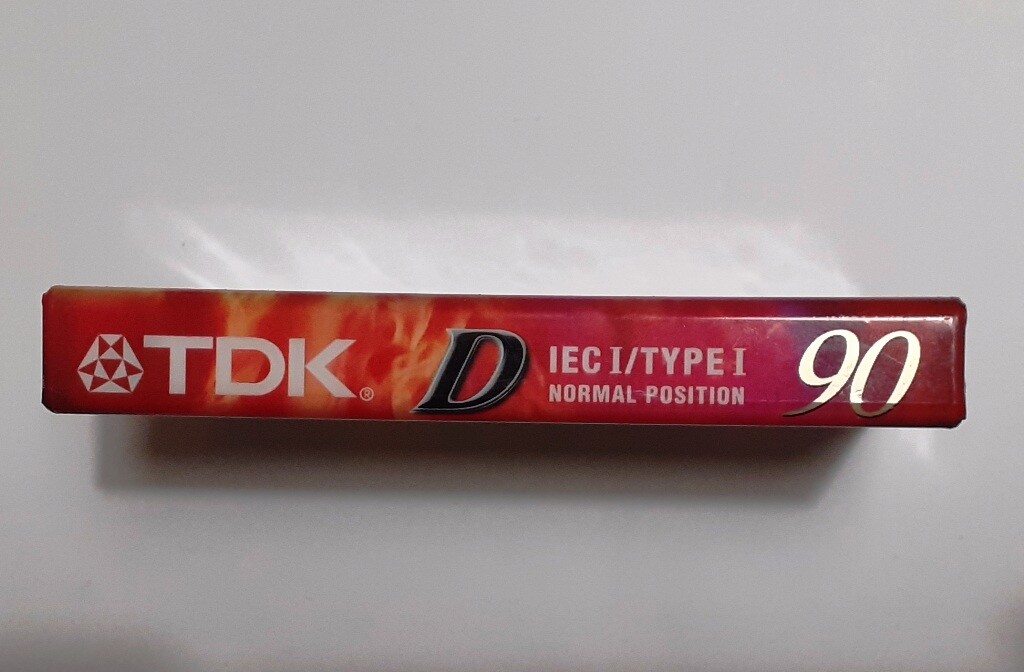 TDK®
D
IEC I/TYPE I
NORMAL POSITION
90